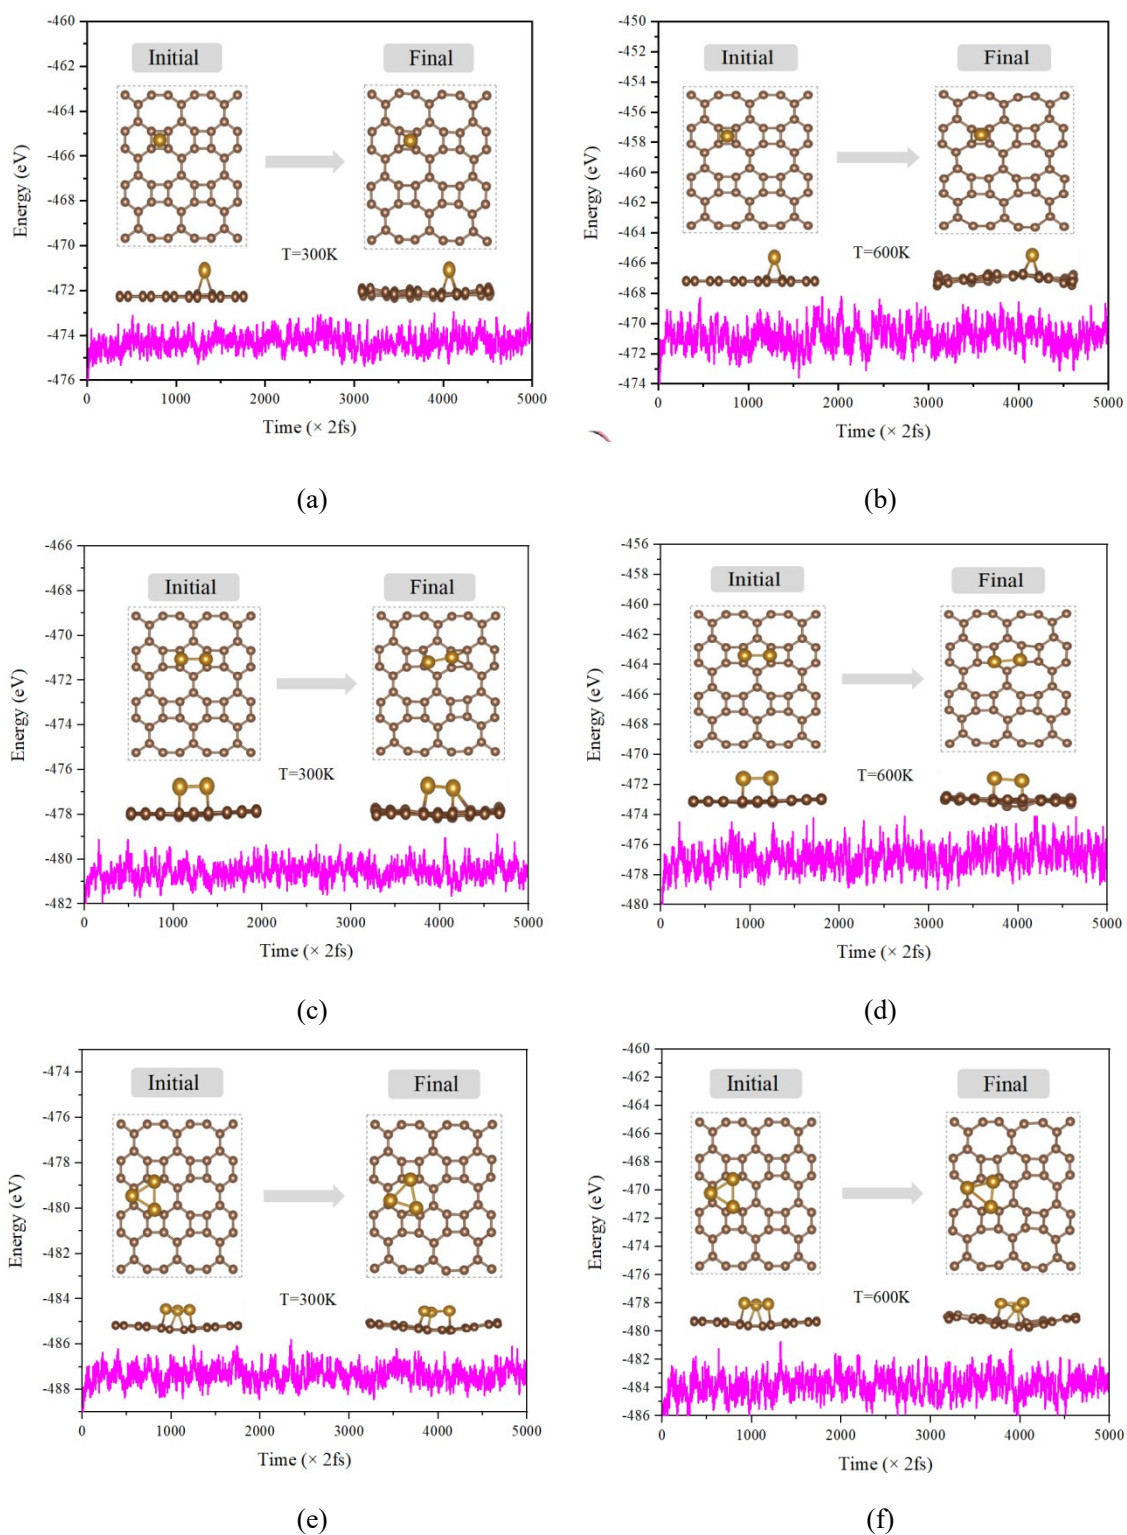 -460
-462
-464
-466
-468
-470
-472
-474
-476
Energy (eV)
Initial
Final
T=300K
0 1000 2000 3000 4000 5000
Time (× 2fs)
(a)
-450
-452
-454
-456
-458
-460
-462
-464
-466
-468
-470
-472
-474
Energy (eV)
Initial
Final
T=600K
0 1000 2000 3000 4000 5000
Time (× 2fs)
(b)
-466
-468
-470
-472
-474
-476
-478
-480
-482
Energy (eV)
Initial
Final
T=300K
0 1000 2000 3000 4000 5000
Time (× 2fs)
(c)
-456
-458
-460
-462
-464
-466
-468
-470
-472
-474
-476
-478
-480
Energy (eV)
Initial
Final
T=600K
0 1000 2000 3000 4000 5000
Time (× 2fs)
(d)
-474
-476
-478
-480
-482
-484
-486
-488
Energy (eV)
Initial
Final
T=300K
0 1000 2000 3000 4000 5000
Time (× 2fs)
(e)
-460
-462
-464
-466
-468
-470
-472
-474
-476
-478
-480
-482
-484
-486
Energy (eV)
Initial
Final
T=600K
0 1000 2000 3000 4000 5000
Time (× 2fs)
(f)